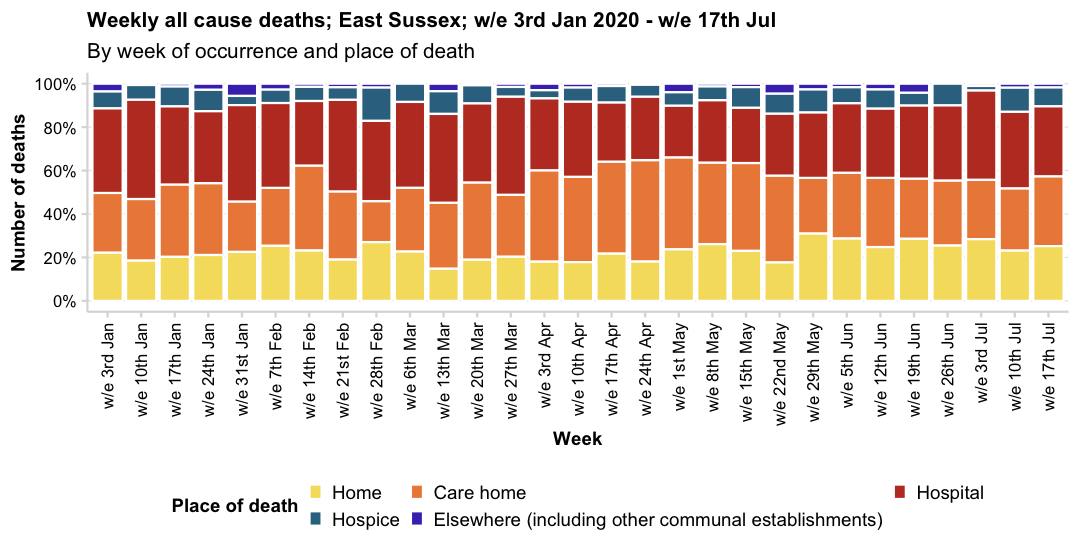 Weekly all cause deaths; East Sussex; w/e 3rd Jan 2020 - w/e 17th Jul
By week of occurrence and place of death
Number of deaths
100%
80%
60%
40%
20%
0%
w/e 3rd Jan
w/e 10th Jan
w/e 17th Jan
w/e 24th Jan
w/e 31st Jan
w/e 7th Feb
w/e 14th Feb
w/e 21st Feb
w/e 28th Feb
w/e 6th Mar
w/e 13th Mar
w/e 20th Mar
w/e 27th Mar
w/e 3rd Apr
w/e 10th Apr
w/e 17th Apr
w/e 24th Apr
w/e 1st May
w/e 8th May
w/e 15th May
w/e 22nd May
w/e 29th May
w/e 5th Jun
w/e 12th Jun
w/e 19th Jun
w/e 26th Jun
w/e 3rd Jul
w/e 10th Jul
w/e 17th Jul
Week
Place of death
Home
Care home
Hospital
Hospice
Elsewhere (including other communal establishments)